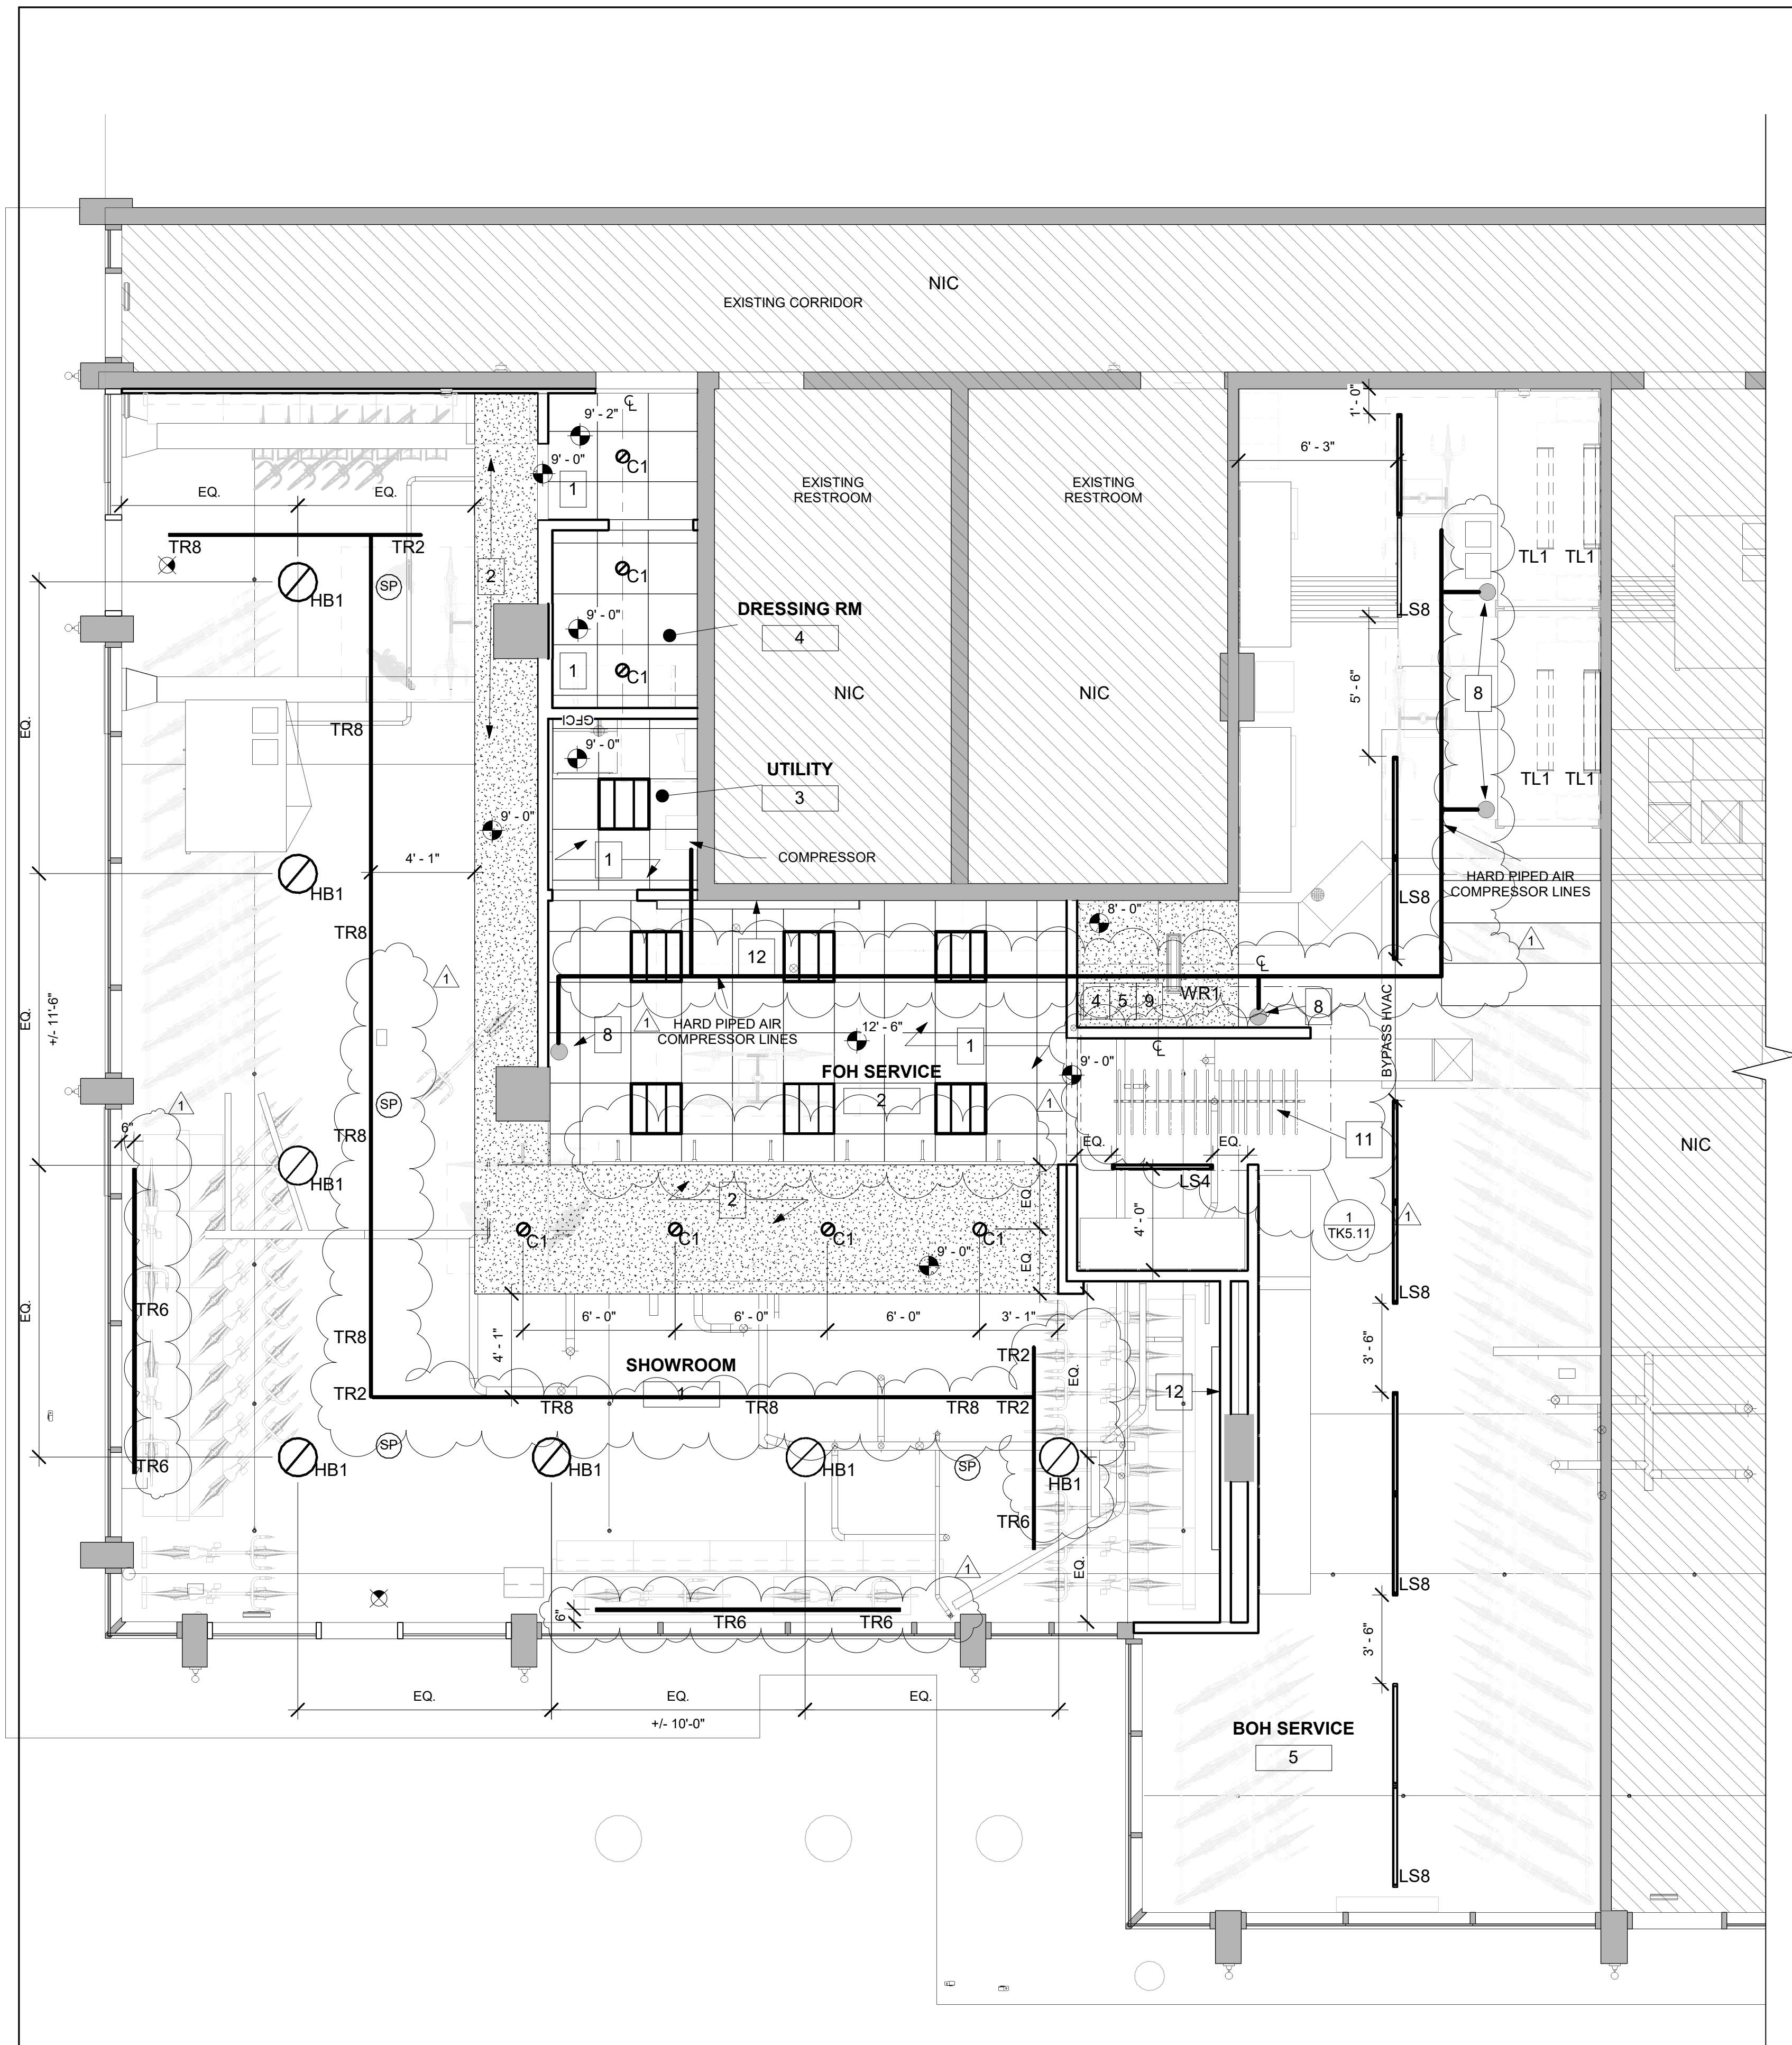 NIC
EXISTING CORRIDOR
1' - 0"
℄
9' - 2"
6' - 3"
9' - 0"
C1
EXISTING
RESTROOM
EXISTING
RESTROOM
1
EQ.
EQ.
TR8
TR2
TL1
TL1
C1
2
SP
HB1
DRESSING RM
4
LS8
9' - 0"
1
C1
NIC
NIC
5' - 6"
8
GFCI
EQ.
TR8
9' - 0"
UTILITY
3
TL1
TL1
9' - 0"
4' - 1"
1
COMPRESSOR
HARD PIPED AIR
COMPRESSOR LINES
HB1
LS8
8' - 0"
TR8
12
1
℄
1
4
5
9
WR1
8
BYPASS HVAC
EQ.
+/- 11'-6"
8
1
HARD PIPED AIR
COMPRESSOR LINES
12' - 6"
1
℄
9' - 0"
FOH SERVICE
2
1
SP
1
6"
TR8
11
NIC
EQ.
EQ.
HB1
LS4
2
EQ.
4' - 0"
1
TK5.11
1
C1
C1
C1
C1
9' - 0"
EQ.
LS8
EQ.
TR6
6' - 0"
6' - 0"
6' - 0"
3' - 1"
TR8
4' - 1"
SHOWROOM
1
TR2
EQ.
3' - 6"
12
TR2
TR8
TR8
TR8
TR2
SP
HB1
HB1
HB1
SP
HB1
TR6
TR6
EQ.
LS8
1
6"
TR6
TR6
3' - 6"
EQ.
EQ.
EQ.
+/- 10'-0"
BOH SERVICE
5
LS8